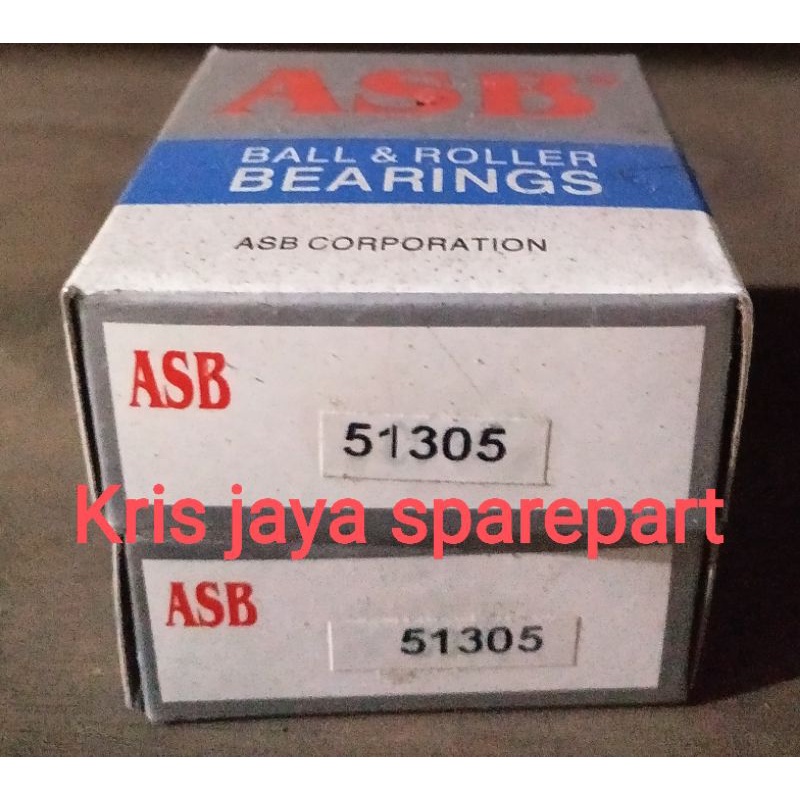 ASB
BALL & ROLLER
BEARINGS
ASB CORPORATION
ASB
51305
Kris jaya sparepart
ASB
51305